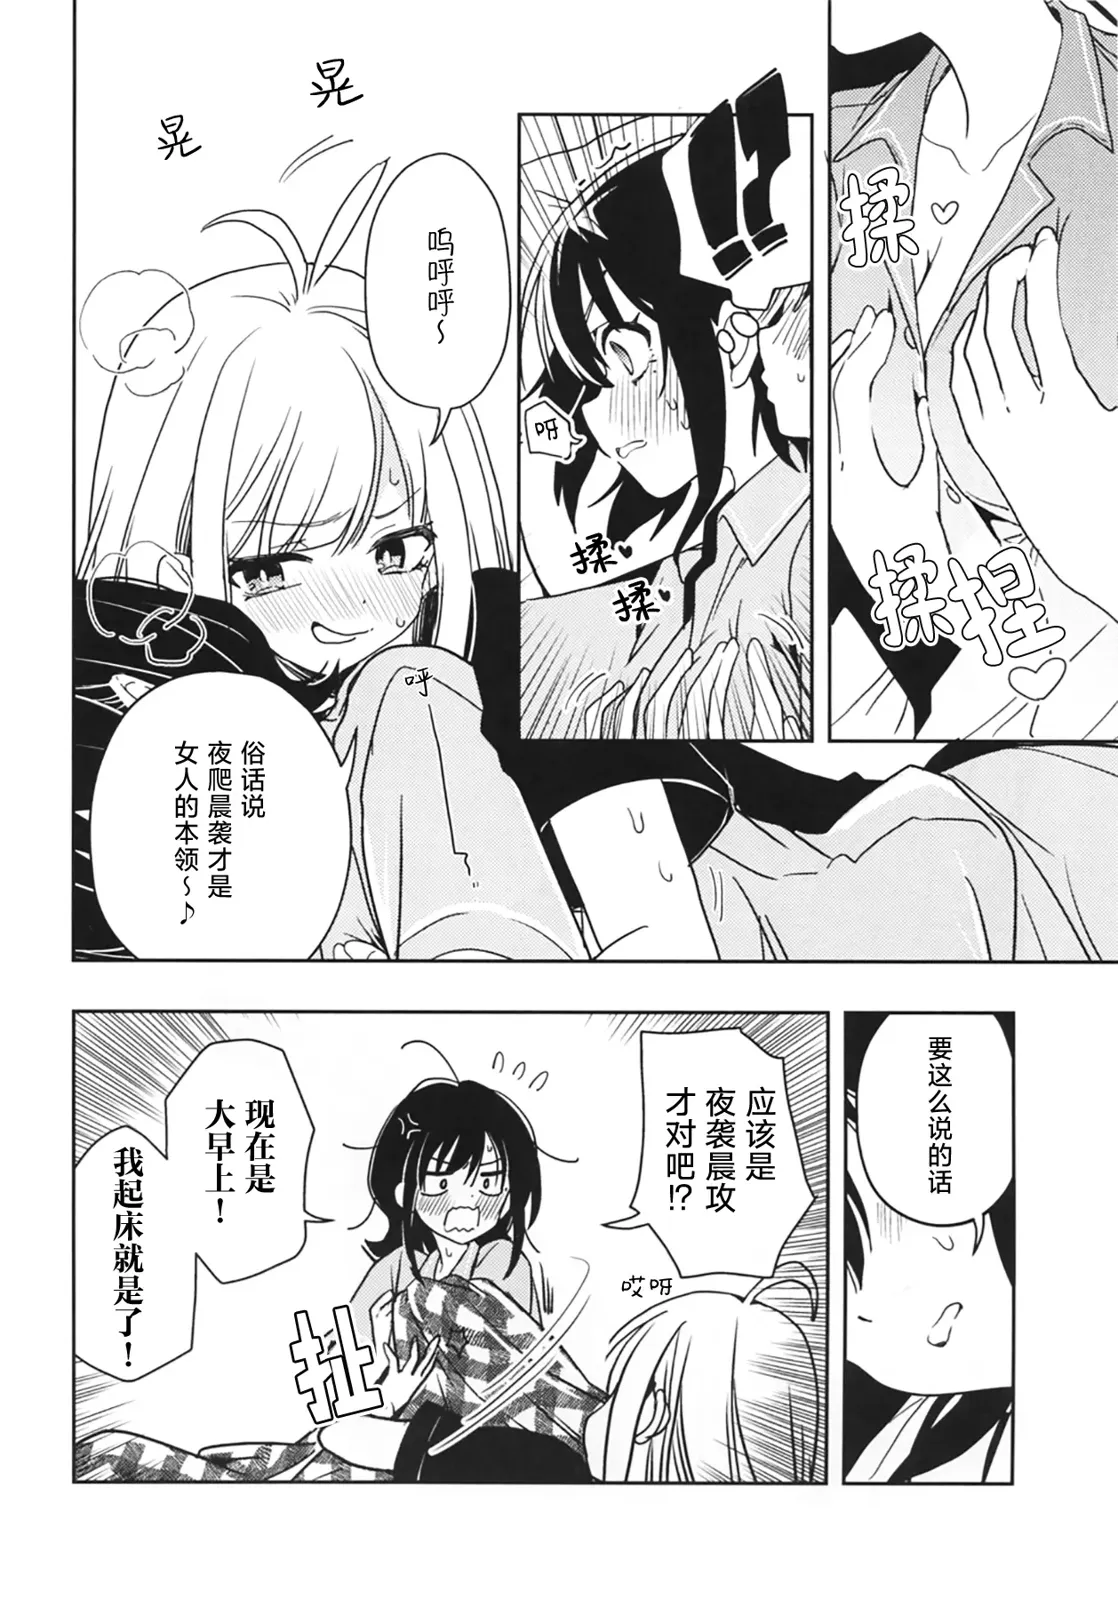 揉
揉
捏
呀
揉
揉
晃
晃
呜呼呼～
呼
俗话说
夜爬晨袭才是
女人的本领～♪
要这么说的话
应该是
夜袭晨攻
才对吧!?
哎呀
扯
现在是
大早上！
我起床就是了！